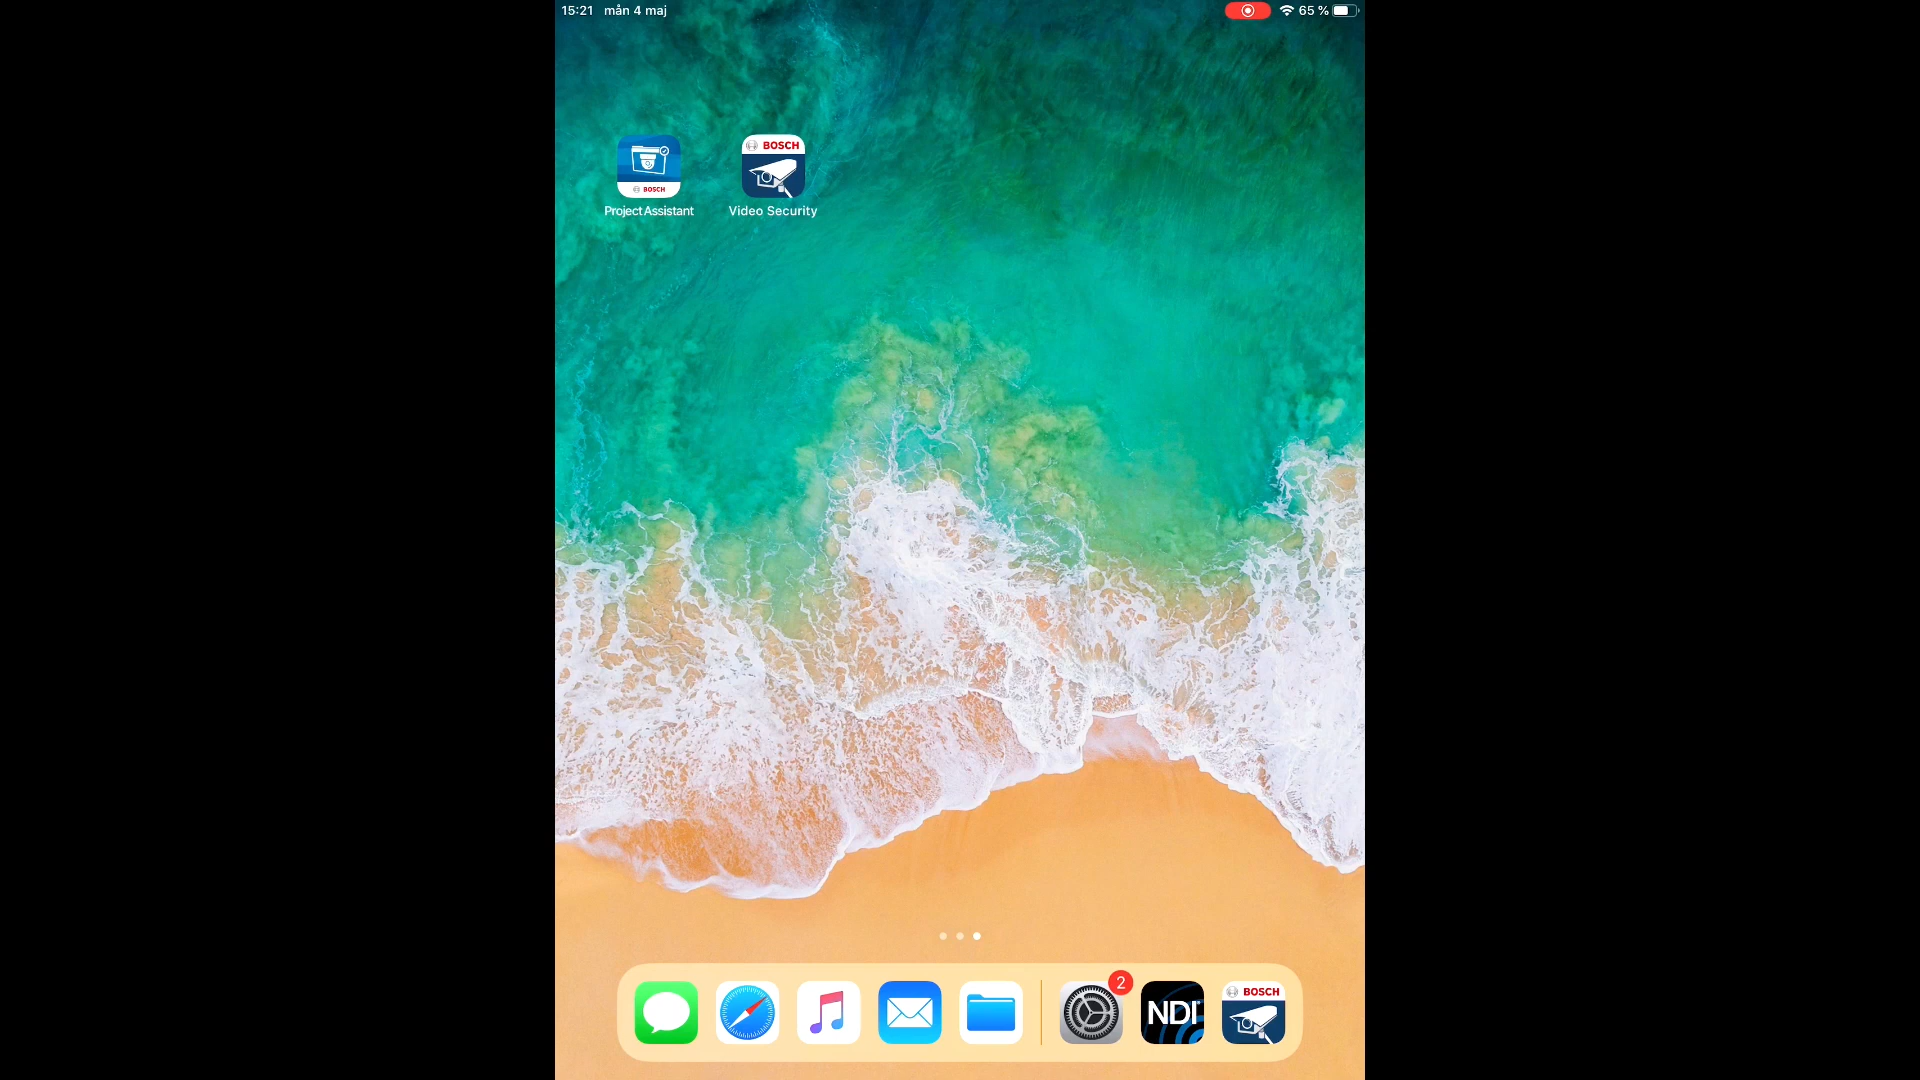 15:21 mån 4 maj
65 %
BOSCH
BOSCH
Project Assistant
Video Security
2
NDI
BOSCH